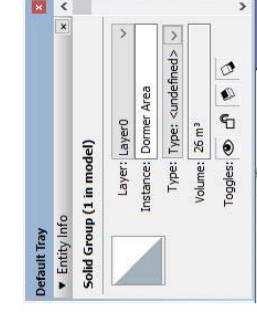 Default Tray
Entity Info
Solid Group (1 in model)
Layer: Layer0
Instance: Dormer Area
Type: Type: <undefined>
Volume: 26 m³
Toggles: